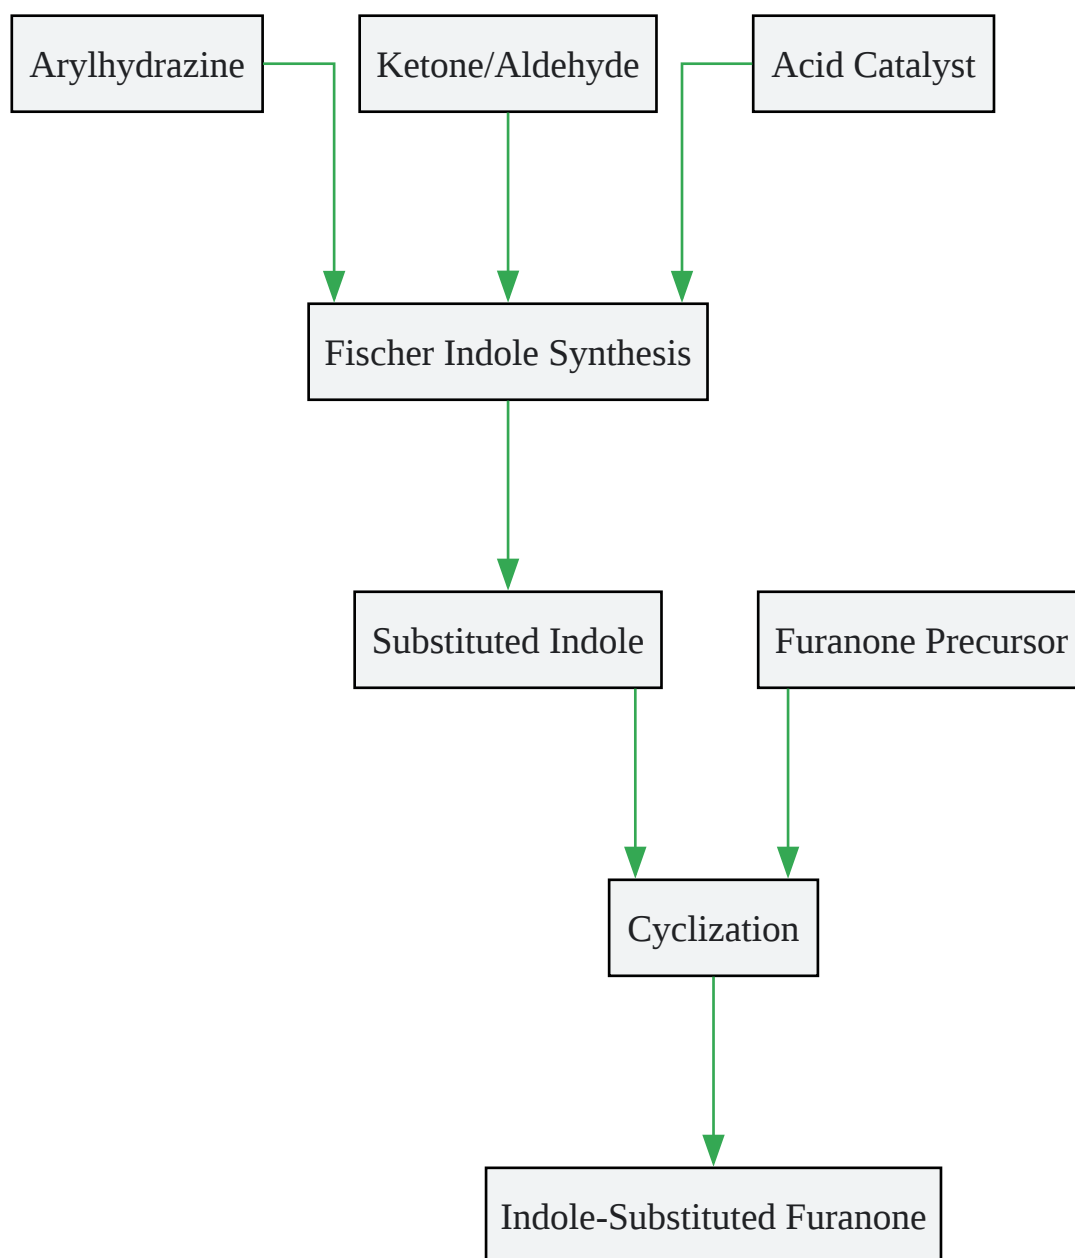 Arylhydrazine
Ketone/Aldehyde
Acid Catalyst
Fischer Indole Synthesis
Substituted Indole
Furanone Precursor
Cyclization
Indole-Substituted Furanone